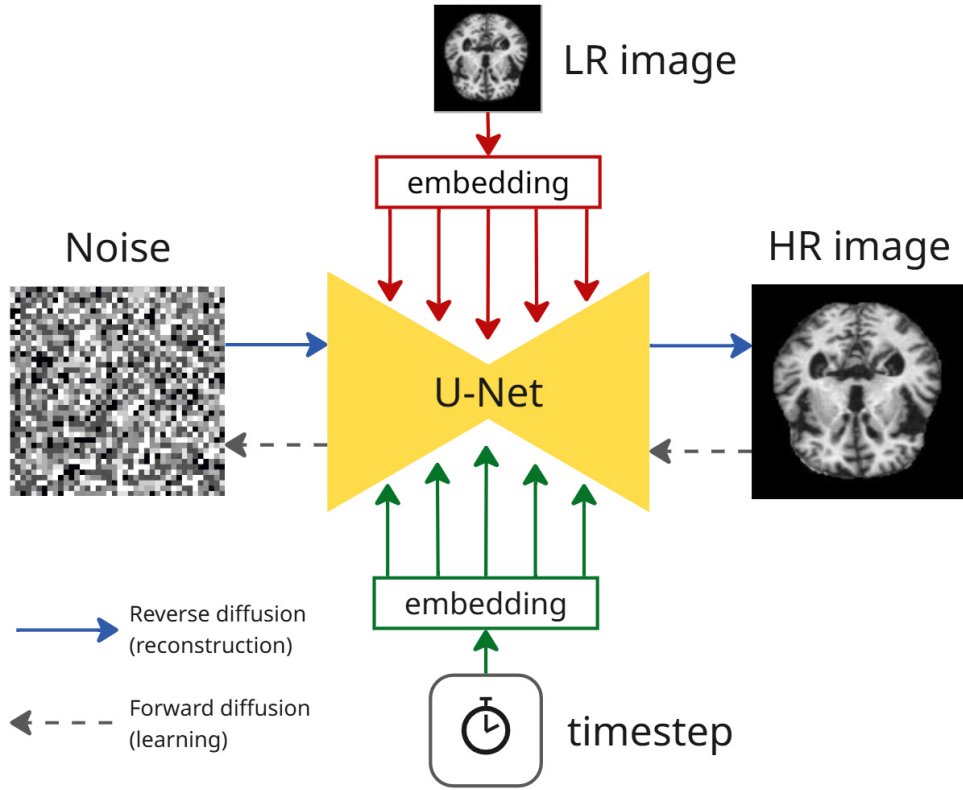 LR image
embedding
Noise
HR image
U-Net
embedding
Reverse diffusion
(reconstruction)
Forward diffusion
(learning)
timestep